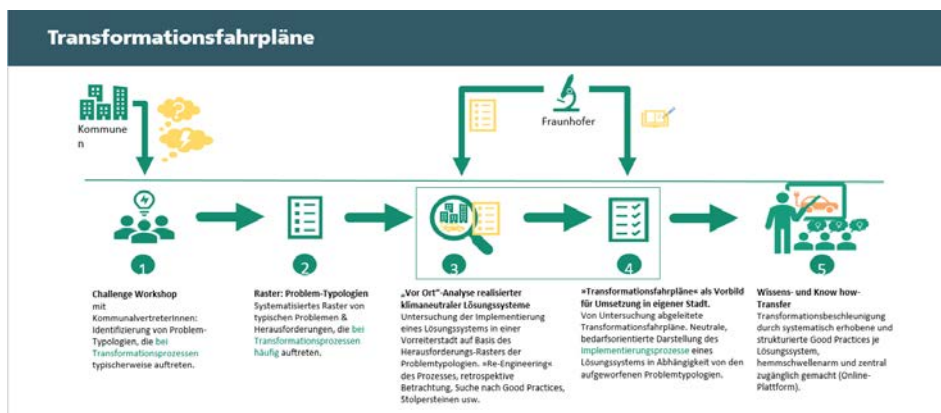 Transformationsfahrpläne
Kommune
n
Fraunhofer
1
2
3
4
5
Challenge Workshop
mit
KommunalvertreterInnen:
Identifizierung von Problem-
Typologien, die bei
Transformationsprozessen
typischerweise auftreten.
Raster: Problem-Typologien
Systematisiertes Raster von
typischen Problemen &
Herausforderungen, die bei
Transformationsprozessen
häufig auftreten.
„Vor Ort“-Analyse realisierter
klimaneutraler Lösungssysteme
Untersuchung der Implementierung
eines Lösungssystems in einer
Vorreiterstadt auf Basis des
Herausforderungs-Rasters der
Problemtypologien. »Re-Engineering«
des Prozesses, retrospektive
Betrachtung, Suche nach Good Practices,
Stolpersteinen usw.
»Transformationsfahrpläne« als Vorbild
für Umsetzung in eigener Stadt.
Von Untersuchung abgeleitete
Transformationsfahrpläne. Neutrale,
bedarfsorientierte Darstellung des
Implementierungsprozesse eines
Lösungssystems in Abhängigkeit von den
aufgeworfenen Problemtypologien.
Wissens- und Know how-
Transfer
Transformationsbeschleunigung
durch systematisch erhobene und
strukturierte Good Practices je
Lösungssystem,
hemmschwellenarm und zentral
zugänglich gemacht (Online-
Plattform).